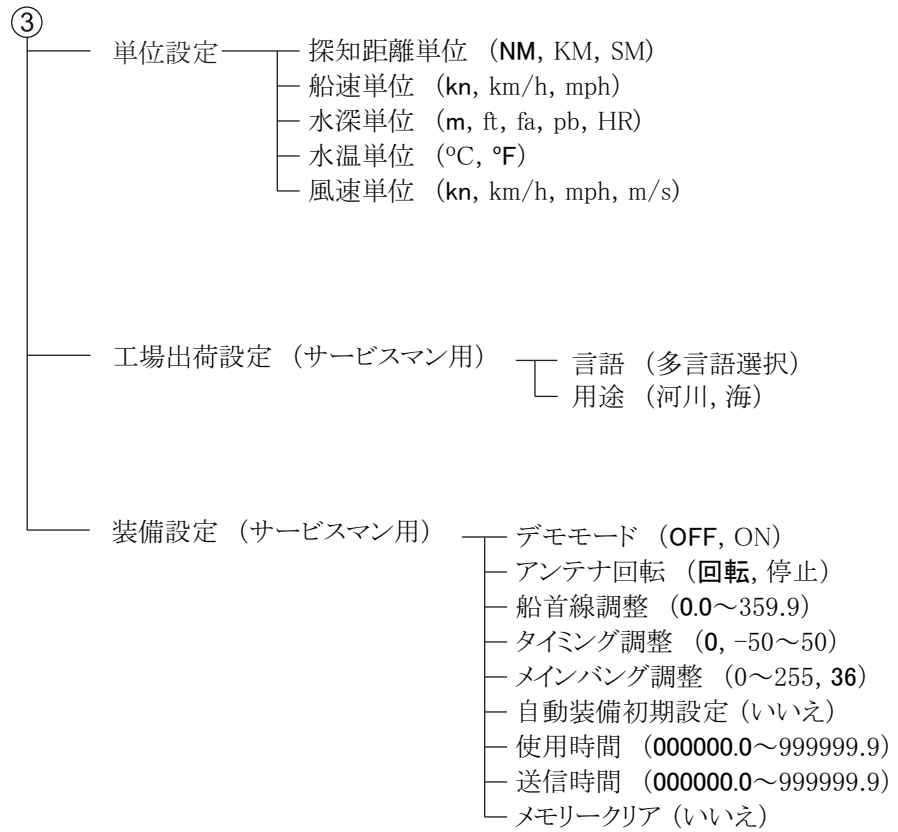 ③
単位設定
探知距離単位 （NM, KM, SM）
船速単位 （kn, km/h, mph）
水深単位 （m, ft, fa, pb, HR）
水温単位 （ºC, ºF）
風速単位 （kn, km/h, mph, m/s）
工場出荷設定 （サービスマン用）
言語 （多言語選択）
用途 （河川, 海）
装備設定 （サービスマン用）
デモモード （OFF, ON）
アンテナ回転 （回転, 停止）
船首線調整 （0.0～359.9）
タイミング調整 （0, -50～50）
メインバング調整 （0～255, 36）
自動装備初期設定 （いいえ）
使用時間 （000000.0～999999.9）
送信時間 （000000.0～999999.9）
メモリークリア （いいえ）